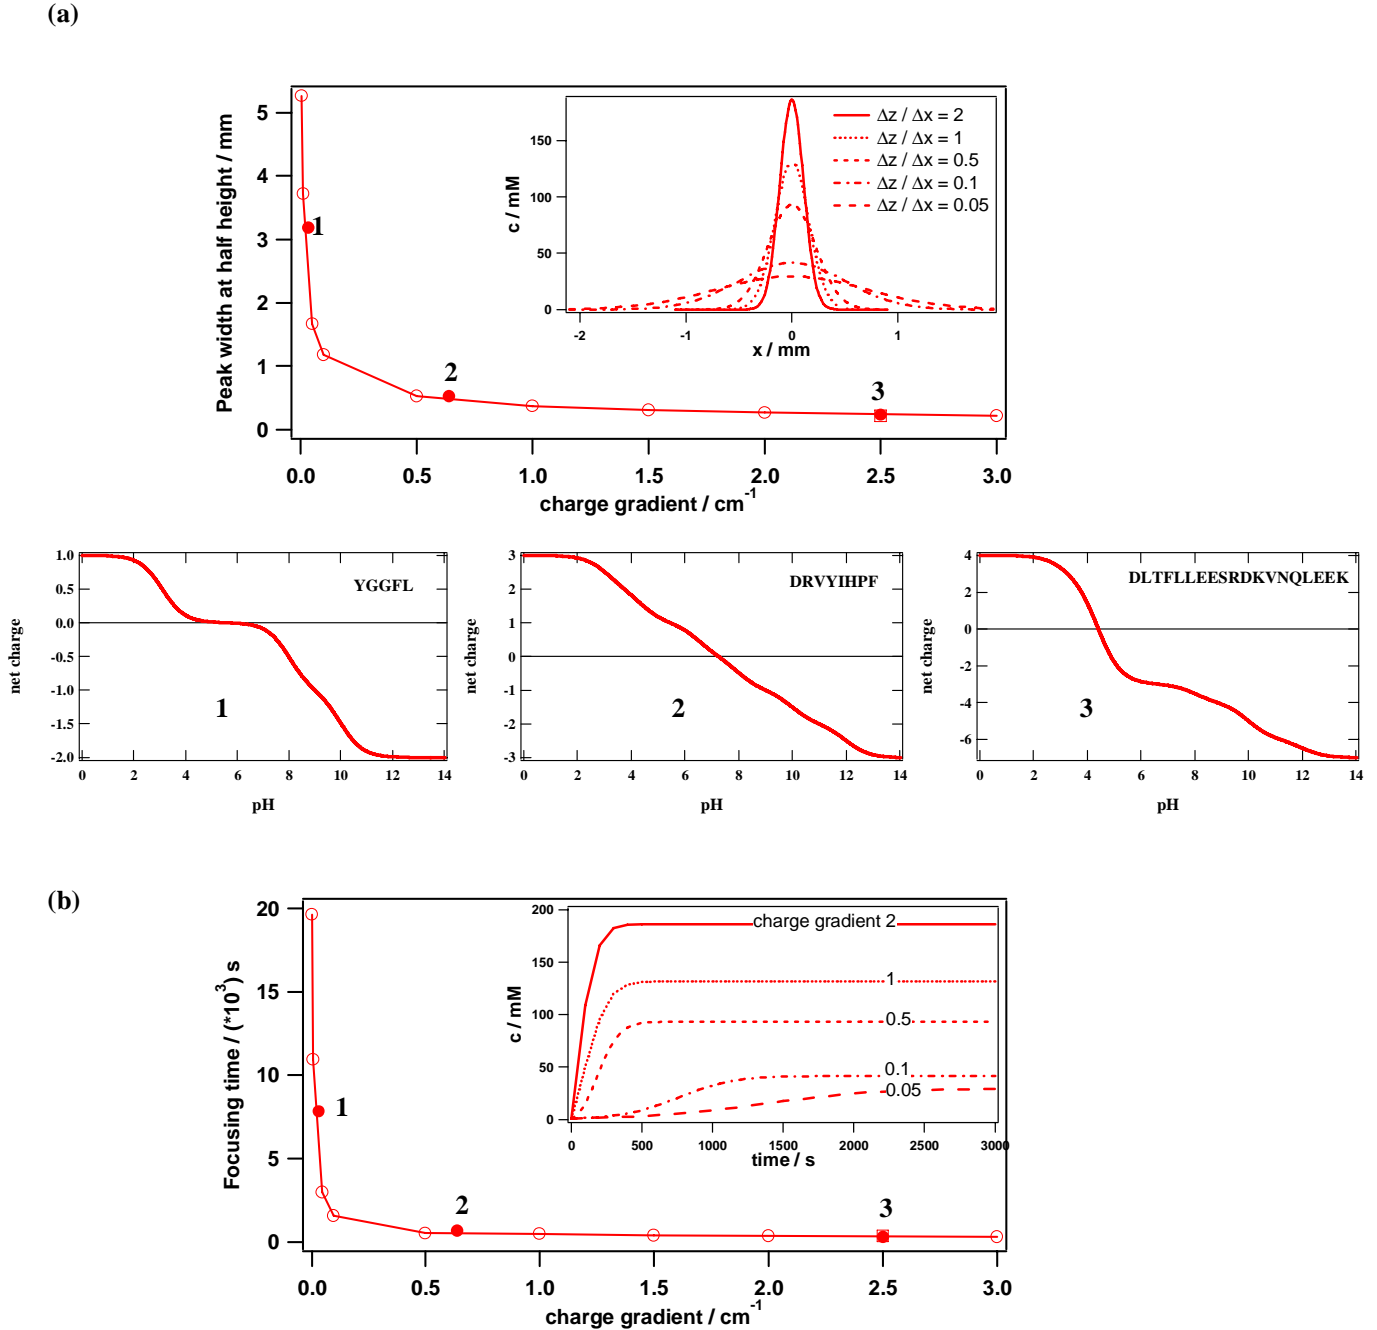 (a)
Peak width at half height / mm
5
4
3
2
1
0
1
2
3
0.0 0.5 1.0 1.5 2.0 2.5 3.0
charge gradient / cm-1
c / mM
150
100
50
0
Δz / Δx = 2
Δz / Δx = 1
Δz / Δx = 0.5
Δz / Δx = 0.1
Δz / Δx = 0.05
-2 -1 0 1
x / mm
net charge
1.0
0.5
0.0
-0.5
-1.0
-1.5
-2.0
YGGFL
1
0 2 4 6 8 10 12 14
pH
net charge
3
2
1
0
-1
-2
-3
DRVYIHPF
2
0 2 4 6 8 10 12 14
pH
net charge
4
2
0
-2
-4
-6
DLTFLLEESRDKVNQLEEK
3
0 2 4 6 8 10 12 14
pH
(b)
Focusing time / (*10^3) s
20
15
10
5
0
1
2
3
0.0 0.5 1.0 1.5 2.0 2.5 3.0
charge gradient / cm-1
c / mM
200
150
100
50
0
charge gradient 2
1
0.5
0.1
0.05
0 500 1000 1500 2000 2500 3000
time / s